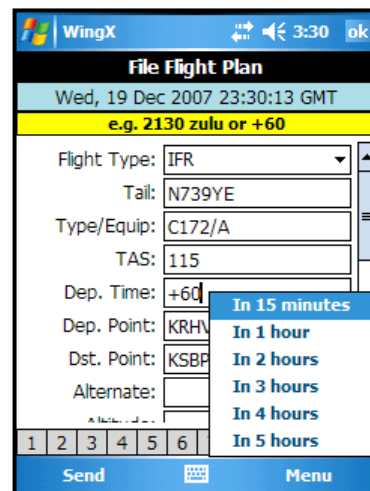 WingX 3:30 ok
File Flight Plan
Wed, 19 Dec 2007 23:30:13 GMT
e.g. 2130 zulu or +60
Flight Type: IFR
Tail: N739YE
Type/Equip: C172/A
TAS: 115
Dep. Time: +60
In 15 minutes
Dep. Point: KRHV
In 1 hour
In 2 hours
Dst. Point: KSBP
In 3 hours
Alternate:
In 4 hours
In 5 hours
1 2 3 4 5 6
Send Menu